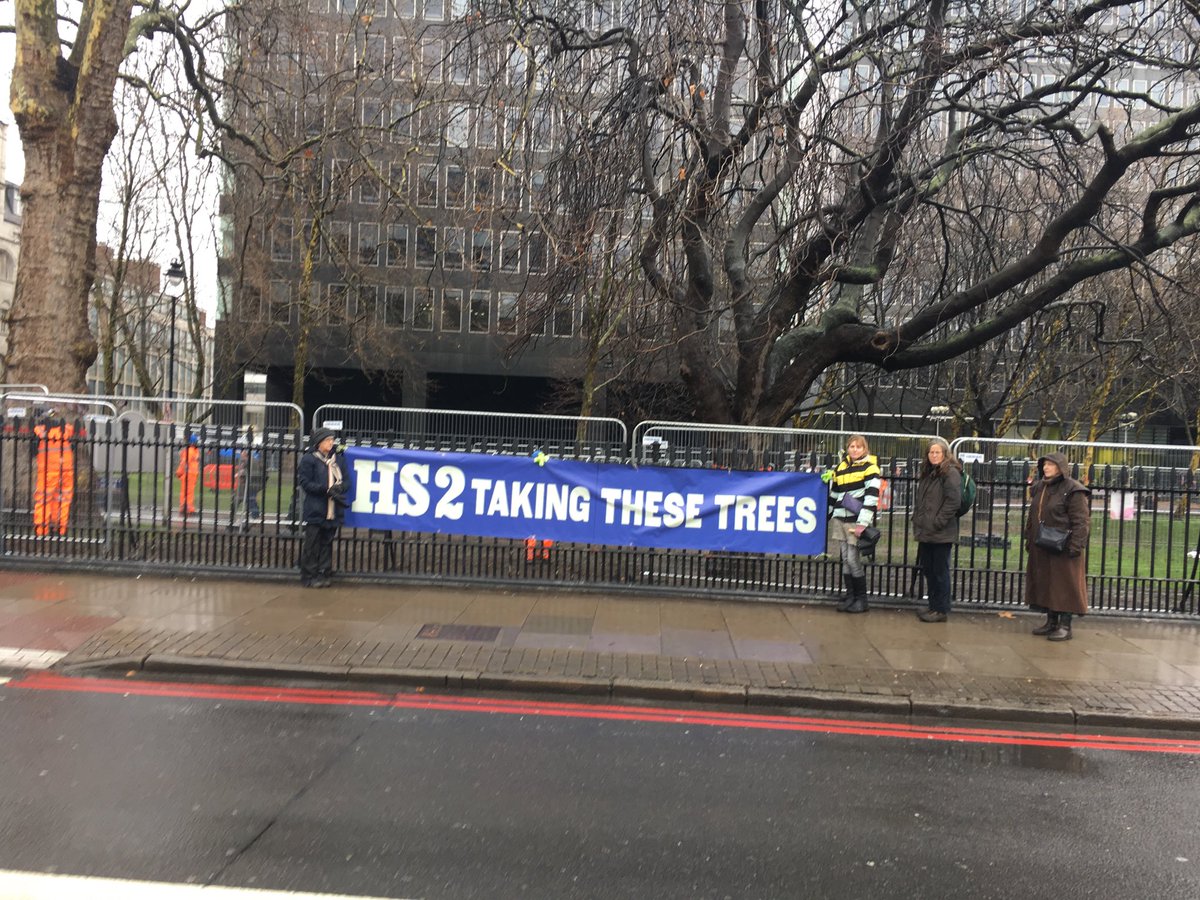 HS2 TAKING THESE TREES